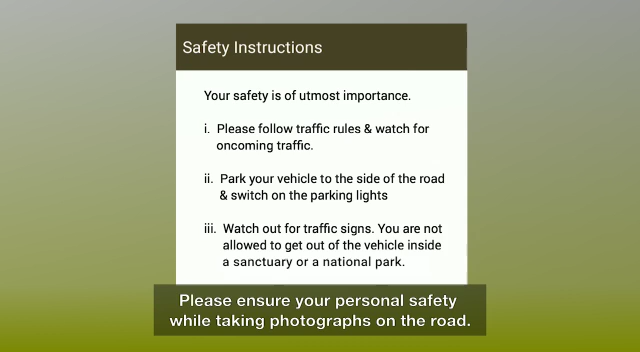 Safety Instructions
Your safety is of utmost importance.
i. Please follow traffic rules & watch for
oncoming traffic.
ii. Park your vehicle to the side of the road
& switch on the parking lights
iii. Watch out for traffic signs. You are not
allowed to get out of the vehicle inside
a sanctuary or a national park.
Please ensure your personal safety
while taking photographs on the road.